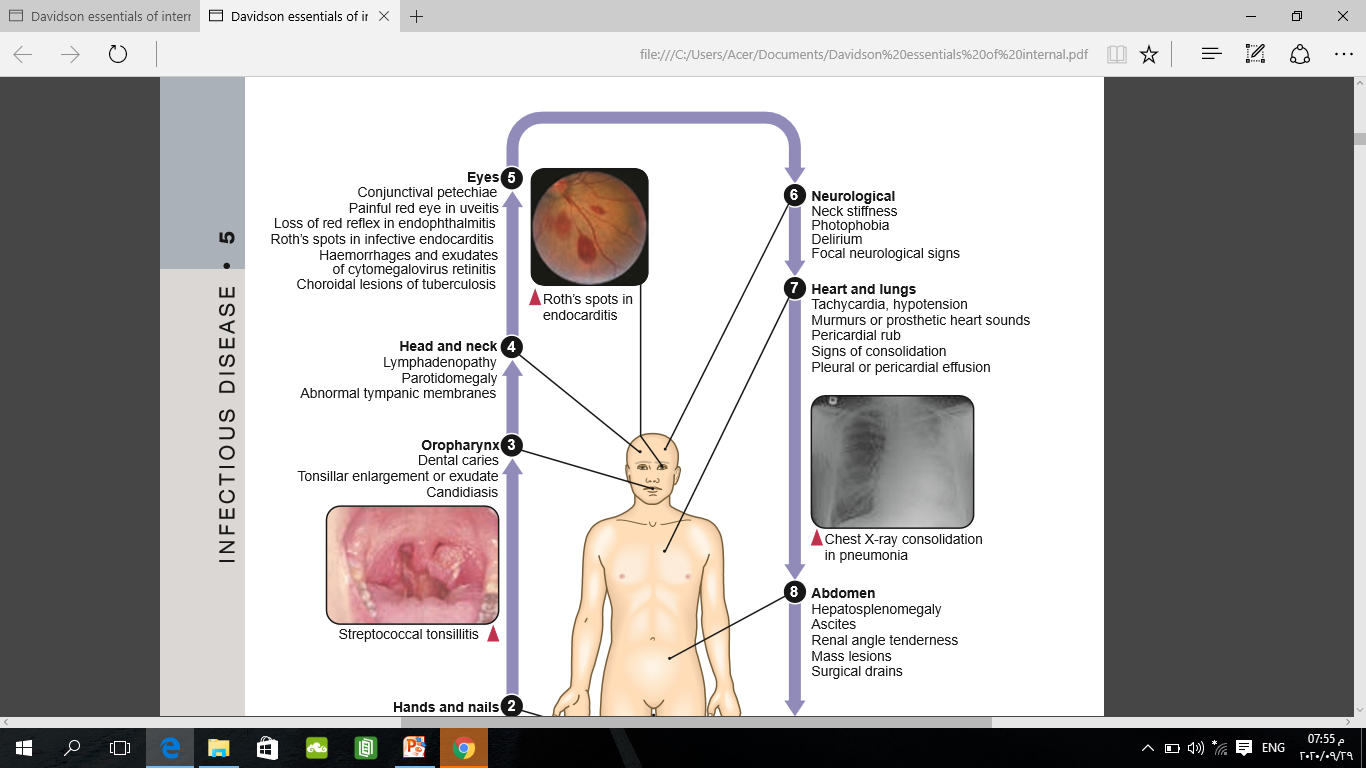 Davidson essentials of interr
Davidson essentials of ir
file:///C:/Users/Acer/Documents/Davidson%20essentials%20of%20internal.pdf
INFECTIOUS DISEASE • 5
Eyes 5
Conjunctival petechiae
Painful red eye in uveitis
Loss of red reflex in endophthalmitis
Roth's spots in infective endocarditis
Haemorrhages and exudates
of cytomegalovirus retinitis
Choroidal lesions of tuberculosis
Roth's spots in
endocarditis
Head and neck 4
Lymphadenopathy
Parotidomegaly
Abnormal tympanic membranes
Oropharynx 3
Dental caries
Tonsillar enlargement or exudate
Candidiasis
Streptococcal tonsillitis
Hands and nails 2
6 Neurological
Neck stiffness
Photophobia
Delirium
Focal neurological signs
7 Heart and lungs
Tachycardia, hypotension
Murmurs or prosthetic heart sounds
Pericardial rub
Signs of consolidation
Pleural or pericardial effusion
Chest X-ray consolidation
in pneumonia
8 Abdomen
Hepatosplenomegaly
Ascites
Renal angle tenderness
Mass lesions
Surgical drains
ENG
07:55 م
٢٠٢٠/٠٩/٢٩